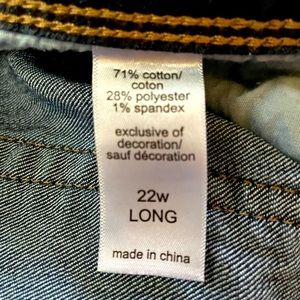 71% cotton/
coton
28% polyester
1% spandex
exclusive of
decoration/
sauf décoration
22w
LONG
made in china